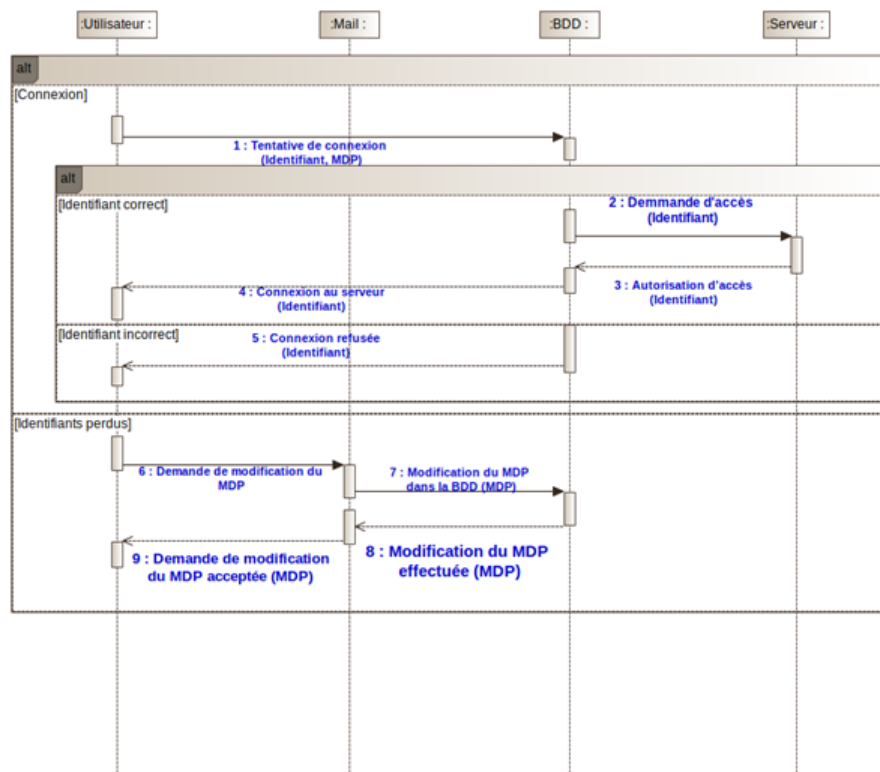 :Utilisateur :
:Mail :
:BDD :
:Serveur :
alt
[Connexion]
1 : Tentative de connexion
(Identifiant, MDP)
alt
[Identifiant correct]
2 : Demmande d'accès
(Identifiant)
3 : Autorisation d'accès
(Identifiant)
4 : Connexion au serveur
(Identifiant)
[Identifiant incorrect]
5 : Connexion refusée
(Identifiant)
[Identifiants perdus]
6 : Demande de modification du
MDP
7 : Modification du MDP
dans la BDD (MDP)
8 : Modification du MDP
effectuée (MDP)
9 : Demande de modification
du MDP acceptée (MDP)